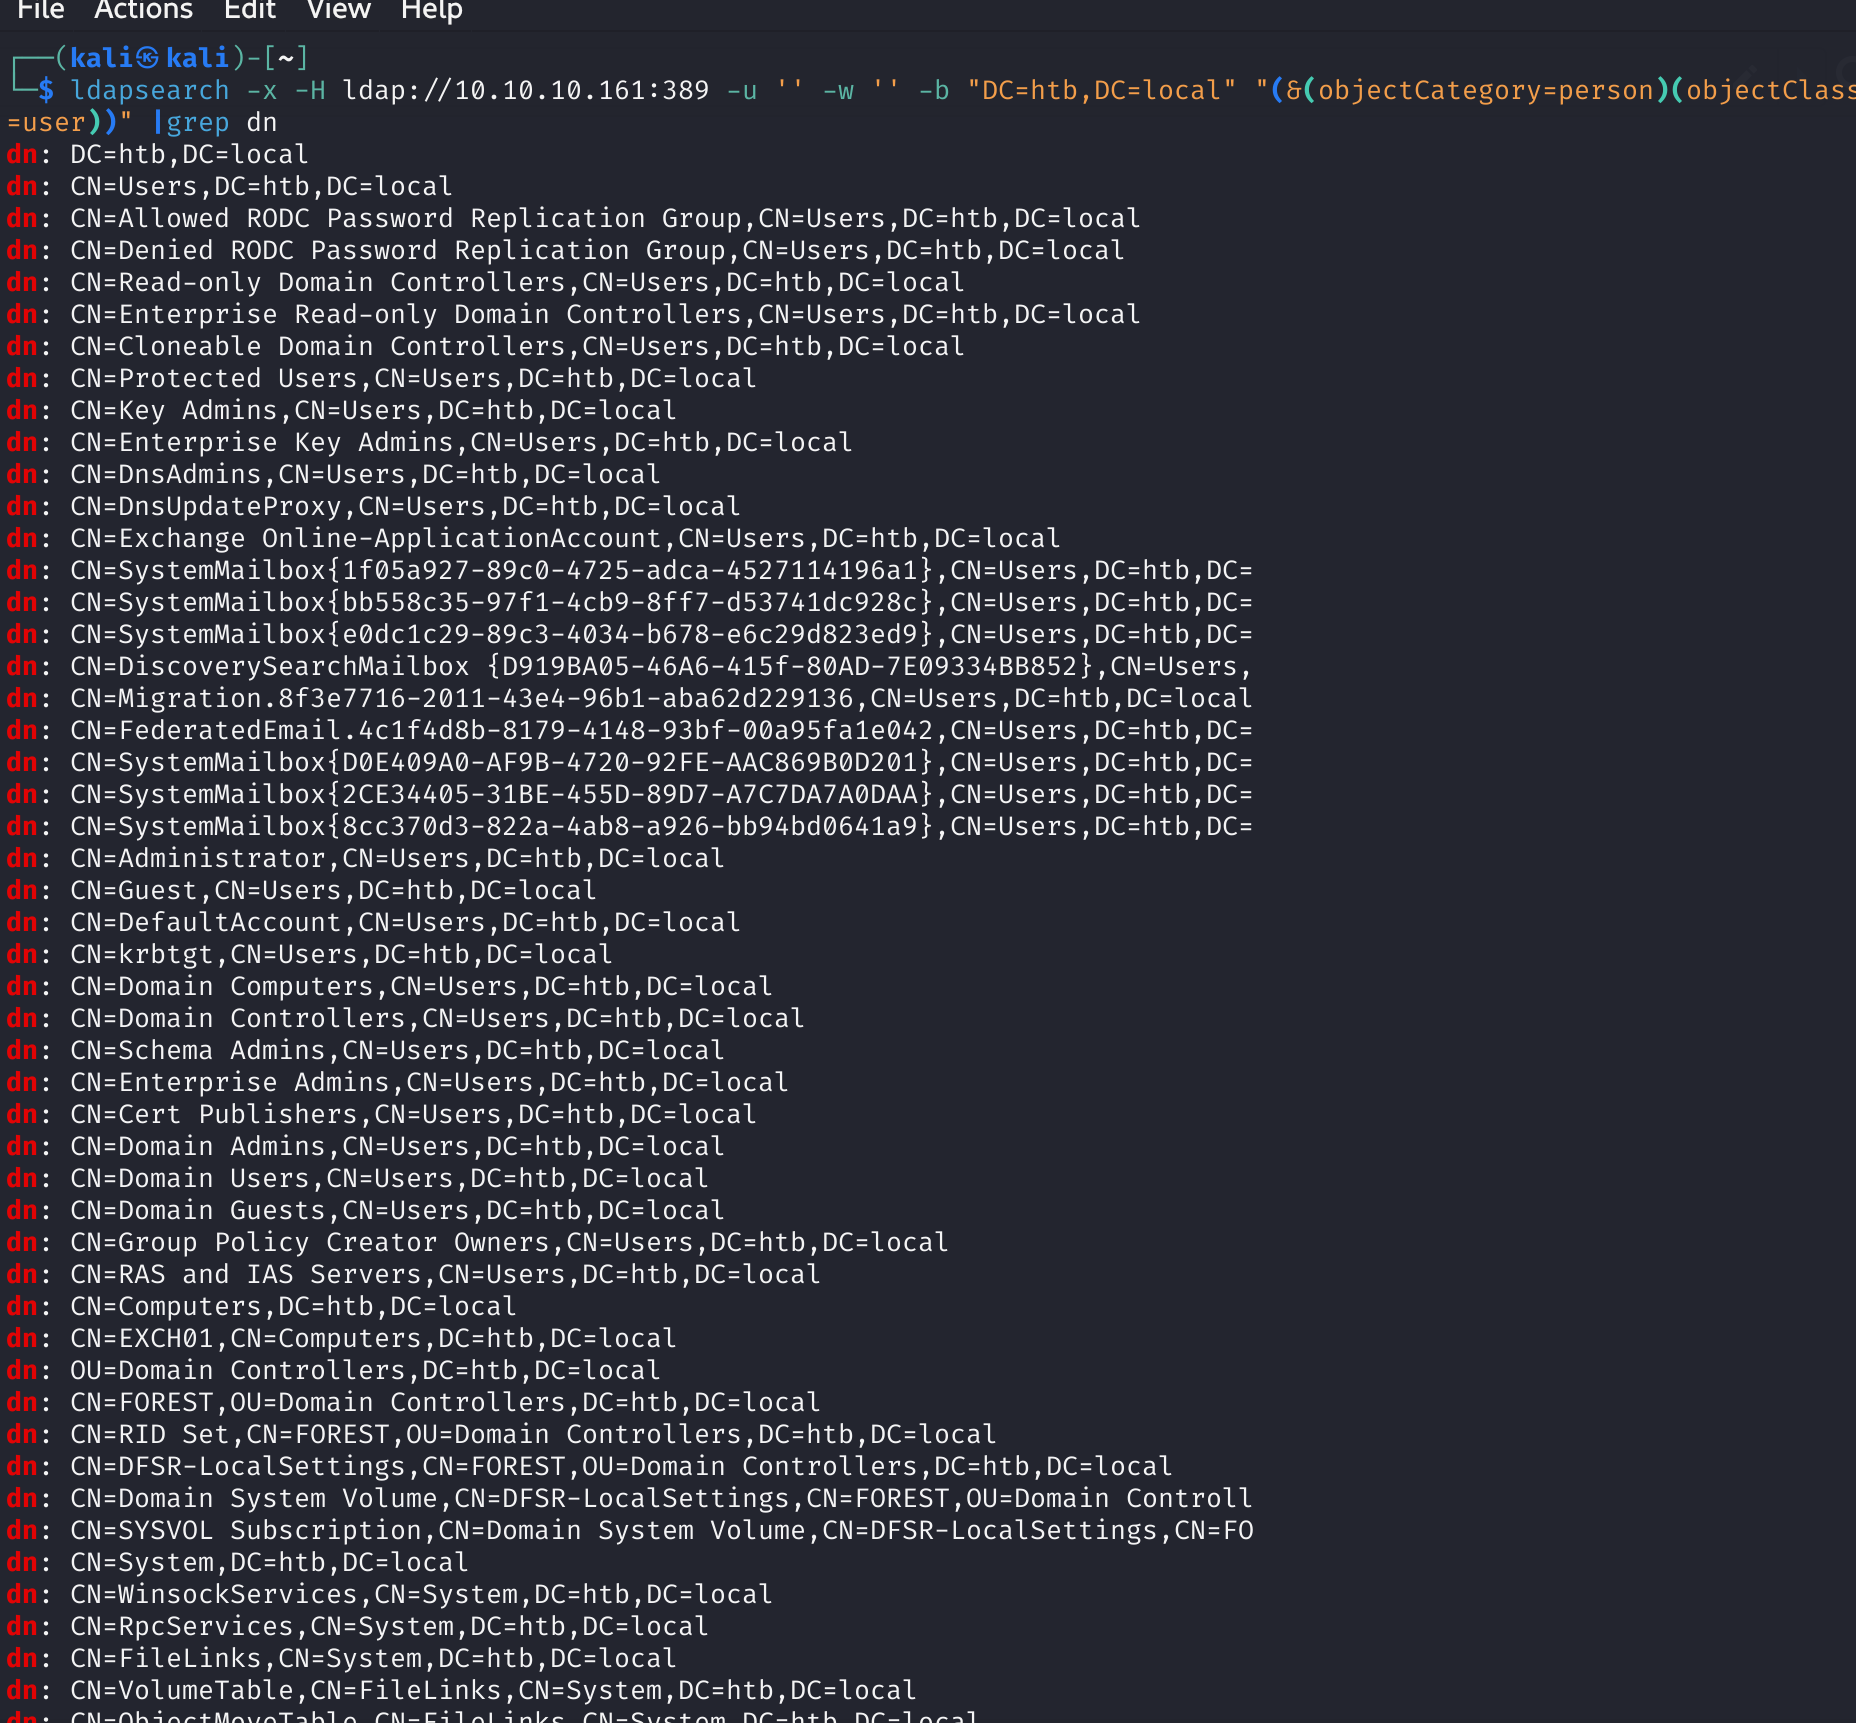 File Actions Edit View Help
┌──(kali㉿kali)-[~]
└─$ ldapsearch -x -H ldap://10.10.10.161:389 -u '' -w '' -b "DC=htb,DC=local" "(&(objectCategory=person)(objectClass
=user))" |grep dn
dn: DC=htb,DC=local
dn: CN=Users,DC=htb,DC=local
dn: CN=Allowed RODC Password Replication Group,CN=Users,DC=htb,DC=local
dn: CN=Denied RODC Password Replication Group,CN=Users,DC=htb,DC=local
dn: CN=Read-only Domain Controllers,CN=Users,DC=htb,DC=local
dn: CN=Enterprise Read-only Domain Controllers,CN=Users,DC=htb,DC=local
dn: CN=Cloneable Domain Controllers,CN=Users,DC=htb,DC=local
dn: CN=Protected Users,CN=Users,DC=htb,DC=local
dn: CN=Key Admins,CN=Users,DC=htb,DC=local
dn: CN=Enterprise Key Admins,CN=Users,DC=htb,DC=local
dn: CN=DnsAdmins,CN=Users,DC=htb,DC=local
dn: CN=DnsUpdateProxy,CN=Users,DC=htb,DC=local
dn: CN=Exchange Online-ApplicationAccount,CN=Users,DC=htb,DC=local
dn: CN=SystemMailbox{1f05a927-89c0-4725-adca-4527114196a1},CN=Users,DC=htb,DC=
dn: CN=SystemMailbox{bb558c35-97f1-4cb9-8ff7-d53741dc928c},CN=Users,DC=htb,DC=
dn: CN=SystemMailbox{e0dc1c29-89c3-4034-b678-e6c29d823ed9},CN=Users,DC=htb,DC=
dn: CN=DiscoverySearchMailbox {D919BA05-46A6-415f-80AD-7E09334BB852},CN=Users,
dn: CN=Migration.8f3e7716-2011-43e4-96b1-aba62d229136,CN=Users,DC=htb,DC=local
dn: CN=FederatedEmail.4c1f4d8b-8179-4148-93bf-00a95fa1e042,CN=Users,DC=htb,DC=
dn: CN=SystemMailbox{D0E409A0-AF9B-4720-92FE-AAC869B0D201},CN=Users,DC=htb,DC=
dn: CN=SystemMailbox{2CE34405-31BE-455D-89D7-A7C7DA7A0DAA},CN=Users,DC=htb,DC=
dn: CN=SystemMailbox{8cc370d3-822a-4ab8-a926-bb94bd0641a9},CN=Users,DC=htb,DC=
dn: CN=Administrator,CN=Users,DC=htb,DC=local
dn: CN=Guest,CN=Users,DC=htb,DC=local
dn: CN=DefaultAccount,CN=Users,DC=htb,DC=local
dn: CN=krbtgt,CN=Users,DC=htb,DC=local
dn: CN=Domain Computers,CN=Users,DC=htb,DC=local
dn: CN=Domain Controllers,CN=Users,DC=htb,DC=local
dn: CN=Schema Admins,CN=Users,DC=htb,DC=local
dn: CN=Enterprise Admins,CN=Users,DC=htb,DC=local
dn: CN=Cert Publishers,CN=Users,DC=htb,DC=local
dn: CN=Domain Admins,CN=Users,DC=htb,DC=local
dn: CN=Domain Users,CN=Users,DC=htb,DC=local
dn: CN=Domain Guests,CN=Users,DC=htb,DC=local
dn: CN=Group Policy Creator Owners,CN=Users,DC=htb,DC=local
dn: CN=RAS and IAS Servers,CN=Users,DC=htb,DC=local
dn: CN=Computers,DC=htb,DC=local
dn: CN=EXCH01,CN=Computers,DC=htb,DC=local
dn: OU=Domain Controllers,DC=htb,DC=local
dn: CN=FOREST,OU=Domain Controllers,DC=htb,DC=local
dn: CN=RID Set,CN=FOREST,OU=Domain Controllers,DC=htb,DC=local
dn: CN=DFSR-LocalSettings,CN=FOREST,OU=Domain Controllers,DC=htb,DC=local
dn: CN=Domain System Volume,CN=DFSR-LocalSettings,CN=FOREST,OU=Domain Controll
dn: CN=SYSVOL Subscription,CN=Domain System Volume,CN=DFSR-LocalSettings,CN=FO
dn: CN=System,DC=htb,DC=local
dn: CN=WinsockServices,CN=System,DC=htb,DC=local
dn: CN=RpcServices,CN=System,DC=htb,DC=local
dn: CN=FileLinks,CN=System,DC=htb,DC=local
dn: CN=VolumeTable,CN=FileLinks,CN=System,DC=htb,DC=local
dn: CN=ObjectMoveTable,CN=FileLinks,CN=System,DC=htb,DC=local